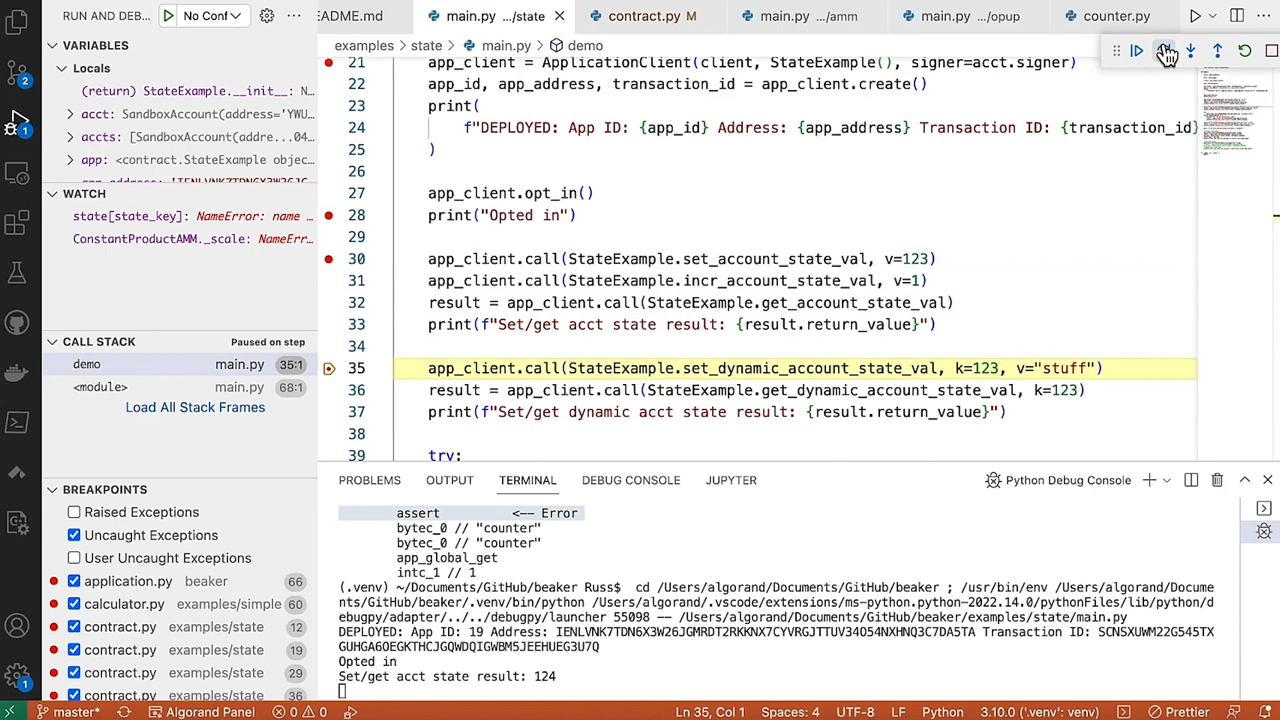 RUN AND DEB... No Conf
EADME.md main.py .../state contract.py M main.py .../amm main.py .../opup counter.py
examples > state > main.py > demo
VARIABLES
Locals
(return) StateExample.__init__: N...
acct: SandboxAccount(address='YWU...
accts: [SandboxAccount(addre...04...
app: <contract.StateExample objec...
WATCH
state[state_key]: NameError: name ...
ConstantProductAMM._scale: NameErr...
CALL STACK Paused on step
demo main.py 35:1
<module> main.py 68:1
Load All Stack Frames
BREAKPOINTS
Raised Exceptions
Uncaught Exceptions
User Uncaught Exceptions
application.py beaker 66
calculator.py examples/simple 60
contract.py examples/state 12
contract.py examples/state 19
contract.py examples/state 29
contract.py examples/state 36
2
1
1
21 app_client = ApplicationClient(client, StateExample(), signer=acct.signer)
22 app_id, app_address, transaction_id = app_client.create()
23 print(
24 f"DEPLOYED: App ID: {app_id} Address: {app_address} Transaction ID: {transaction_id}
25 )
26
27 app_client.opt_in()
28 print("Opted in")
29
30 app_client.call(StateExample.set_account_state_val, v=123)
31 app_client.call(StateExample.incr_account_state_val, v=1)
32 result = app_client.call(StateExample.get_account_state_val)
33 print(f"Set/get acct state result: {result.return_value}")
34
35 app_client.call(StateExample.set_dynamic_account_state_val, k=123, v="stuff")
36 result = app_client.call(StateExample.get_dynamic_account_state_val, k=123)
37 print(f"Set/get dynamic acct state result: {result.return_value}")
38
39 try:
PROBLEMS OUTPUT TERMINAL DEBUG CONSOLE JUPYTER Python Debug Console
assert <-- Error
bytec_0 // "counter"
bytec_0 // "counter"
app_global_get
intc_1 // 1
(.venv) ~/Documents/GitHub/beaker Russ$ cd /Users/algorand/Documents/GitHub/beaker ; /usr/bin/env /Users/algorand/Docume
nts/GitHub/beaker/.venv/bin/python /Users/algorand/.vscode/extensions/ms-python.python-2022.14.0/pythonFiles/lib/python/d
ebugpy/adapter/../../debugpy/launcher 55098 -- /Users/algorand/Documents/GitHub/beaker/examples/state/main.py
DEPLOYED: App ID: 19 Address: IENLVNK7TDN6X3W26JGMRDT2RKKNX7CYVRGJTTUV34O54NXHNQ3C7DA5TA Transaction ID: SCNSXUWM22G545TX
GUHGA6OEGKTHCJGQWDQIGWBM5JEEHUEG3U7Q
Opted in
Set/get acct state result: 124
master* Algorand Panel 0 0 Ln 35, Col 1 Spaces: 4 UTF-8 LF Python 3.10.0 ('.venv': venv) Prettier